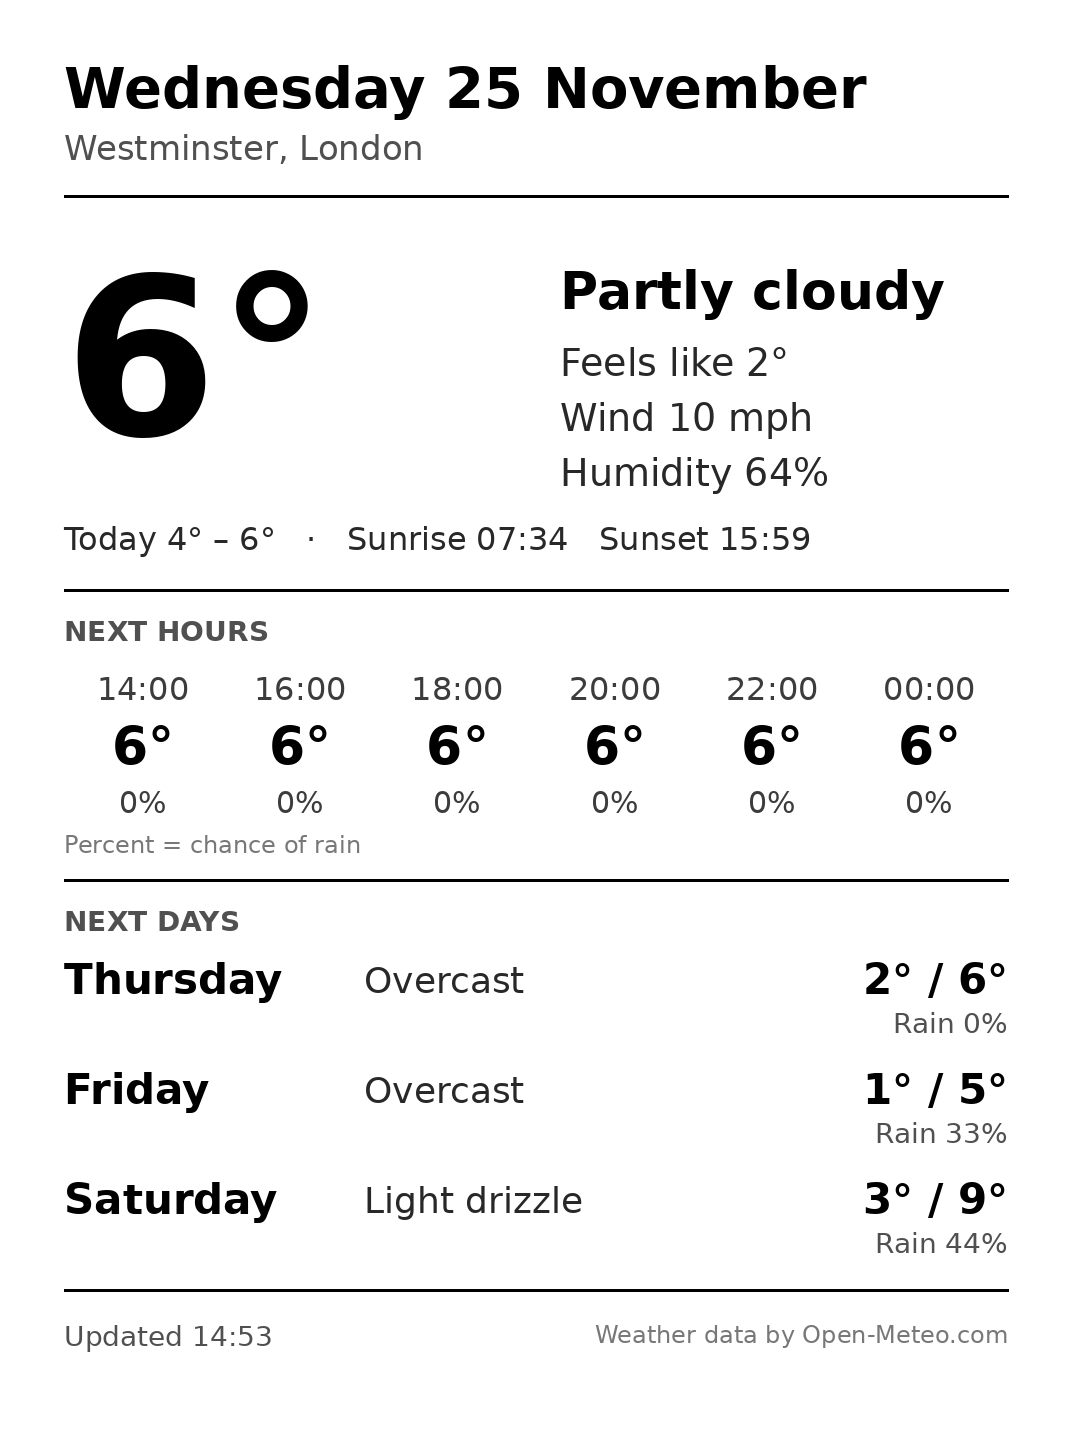 Wednesday 25 November
Westminster, London
6°
Partly cloudy
Feels like 2°
Wind 10 mph
Humidity 64%
Today 4° – 6° · Sunrise 07:34 Sunset 15:59
NEXT HOURS
14:00 16:00 18:00 20:00 22:00 00:00
6° 6° 6° 6° 6° 6°
0% 0% 0% 0% 0% 0%
Percent = chance of rain
NEXT DAYS
Thursday Overcast 2° / 6°
Rain 0%
Friday Overcast 1° / 5°
Rain 33%
Saturday Light drizzle 3° / 9°
Rain 44%
Updated 14:53 Weather data by Open-Meteo.com